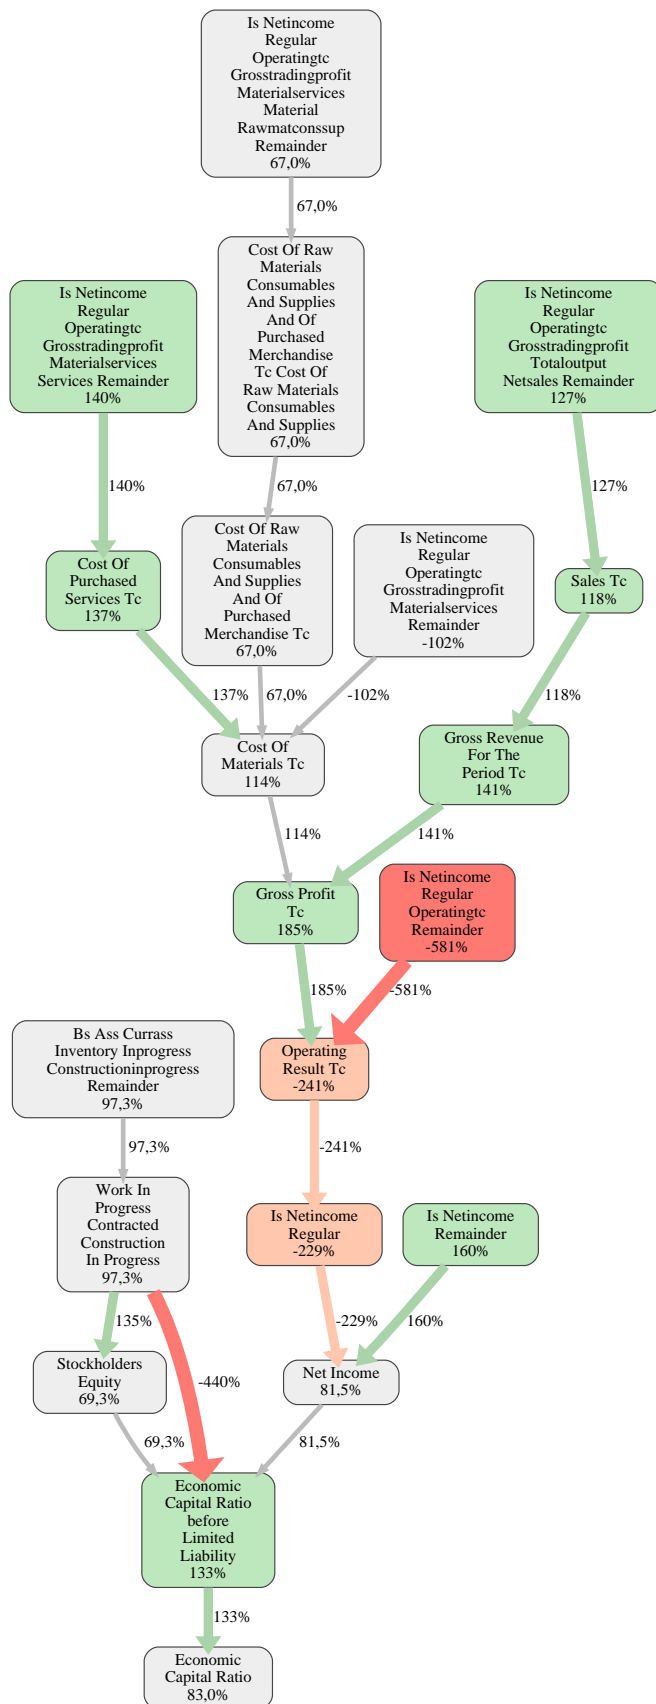 Is Netincome
Regular
Operatingtc
Grosstradingprofit
Materialservices
Material
Rawmatconssup
Remainder
67,0%
67,0%
Cost Of Raw
Materials
Consumables
And Supplies
And Of
Purchased
Merchandise
Tc Cost Of
Raw Materials
Consumables
And Supplies
67,0%
Is Netincome
Regular
Operatingtc
Grosstradingprofit
Materialservices
Services Remainder
140%
Is Netincome
Regular
Operatingtc
Grosstradingprofit
Totaloutput
Netsales Remainder
127%
140%
67,0%
127%
Cost Of
Purchased
Services Tc
137%
Cost Of Raw
Materials
Consumables
And Supplies
And Of
Purchased
Merchandise Tc
67,0%
Is Netincome
Regular
Operatingtc
Grosstradingprofit
Materialservices
Remainder
-102%
Sales Tc
118%
137%
67,0%
-102%
118%
Cost Of
Materials Tc
114%
Gross Revenue
For The
Period Tc
141%
114%
141%
Gross Profit
Tc
185%
Is Netincome
Regular
Operatingtc
Remainder
-581%
185%
-581%
Bs Ass Currass
Inventory Inprogress
Constructioninprogress
Remainder
97,3%
Operating
Result Tc
-241%
97,3%
-241%
Work In
Progress
Contracted
Construction
In Progress
97,3%
Is Netincome
Regular
-229%
Is Netincome
Remainder
160%
135%
-440%
-229%
160%
Stockholders
Equity
69,3%
Net Income
81,5%
69,3%
81,5%
Economic
Capital Ratio
before
Limited
Liability
133%
133%
Economic
Capital Ratio
83,0%